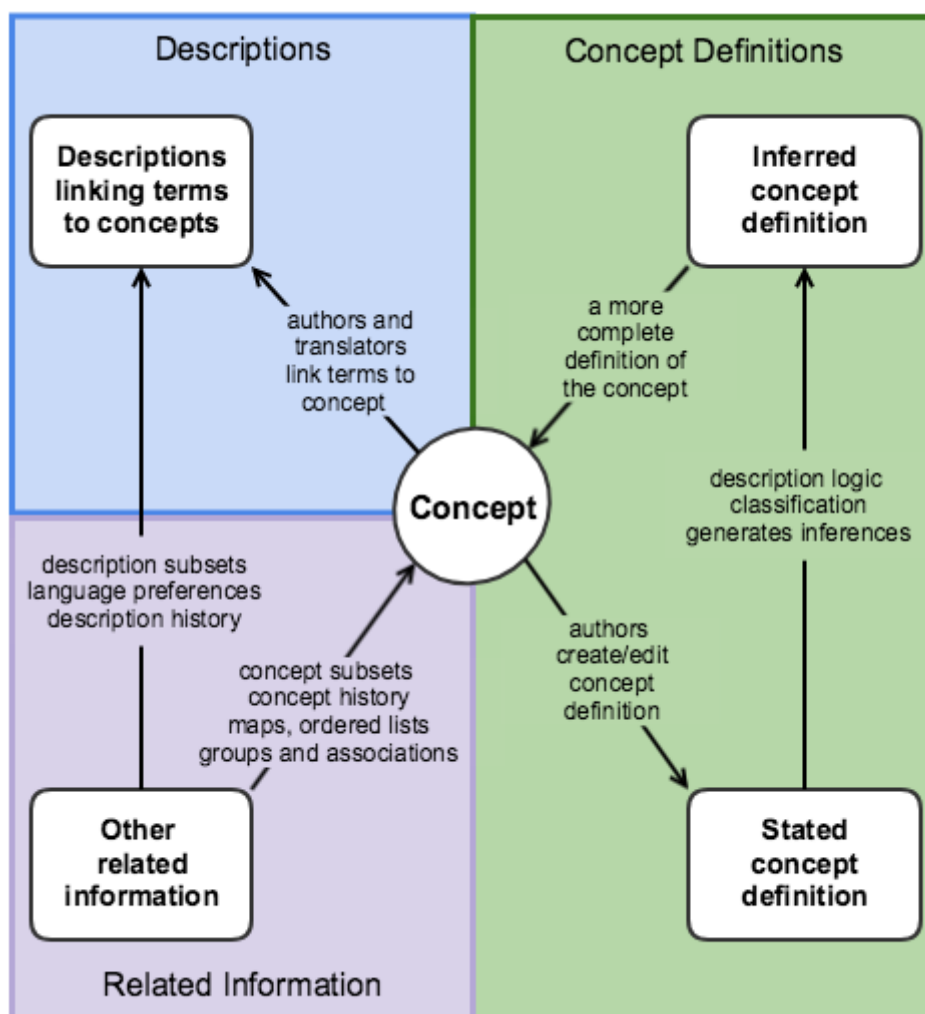 Descriptions
Concept Definitions
Descriptions
linking terms
to concepts
Inferred
concept
definition
authors and
translators
link terms to
concept
a more
complete
definition of
the concept
Concept
description logic
classification
generates inferences
description subsets
language preferences
description history
authors
create/edit
concept
definition
concept subsets
concept history
maps, ordered lists
groups and associations
Other
related
information
Stated
concept
definition
Related Information